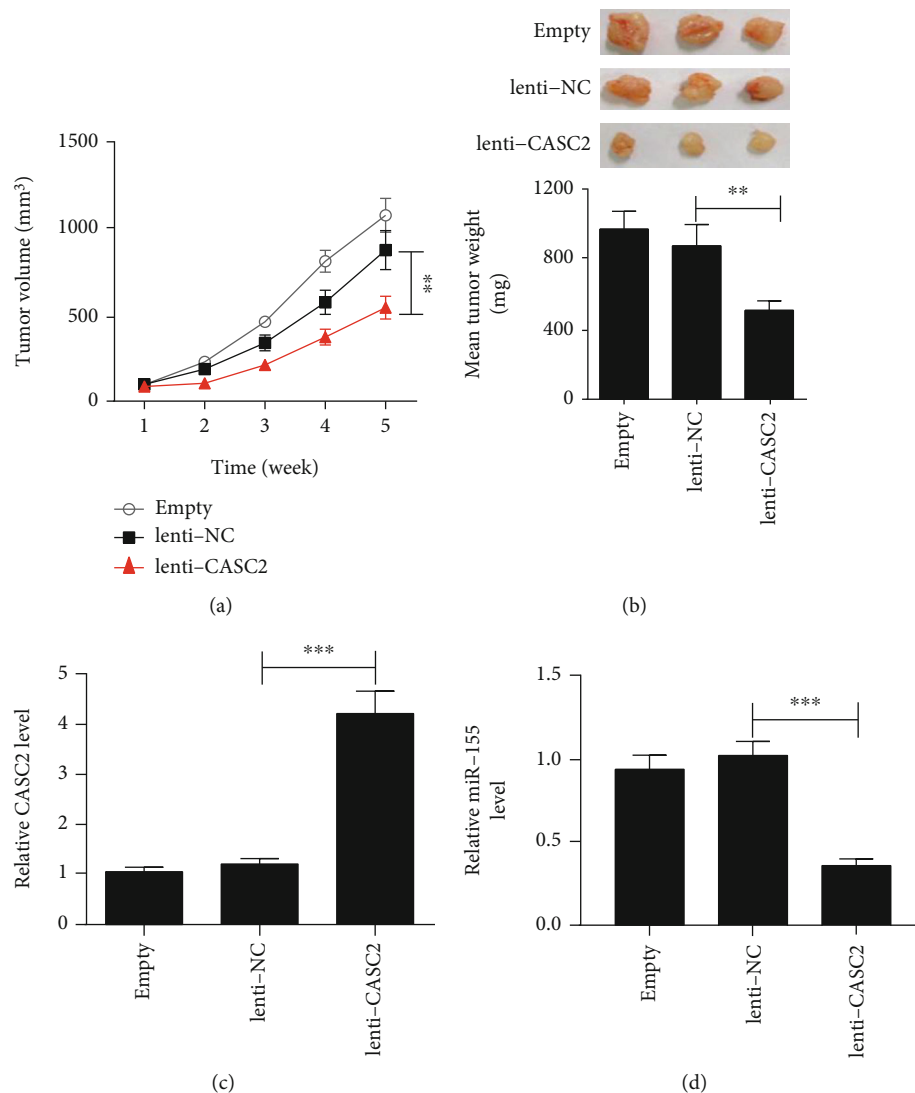 Tumor volume (mm³)
1500
1000
500
0
1 2 3 4 5
**
Time (week)
Empty
lenti–NC
lenti–CASC2
(a)
Empty
lenti–NC
lenti–CASC2
Mean tumor weight
(mg)
1200
800
400
0
**
Empty
lenti–NC
lenti–CASC2
(b)
Relative CASC2 level
5
4
3
2
1
0
***
Empty
lenti–NC
lenti–CASC2
(c)
Relative miR–155
level
1.5
1.0
0.5
0.0
***
Empty
lenti–NC
lenti–CASC2
(d)